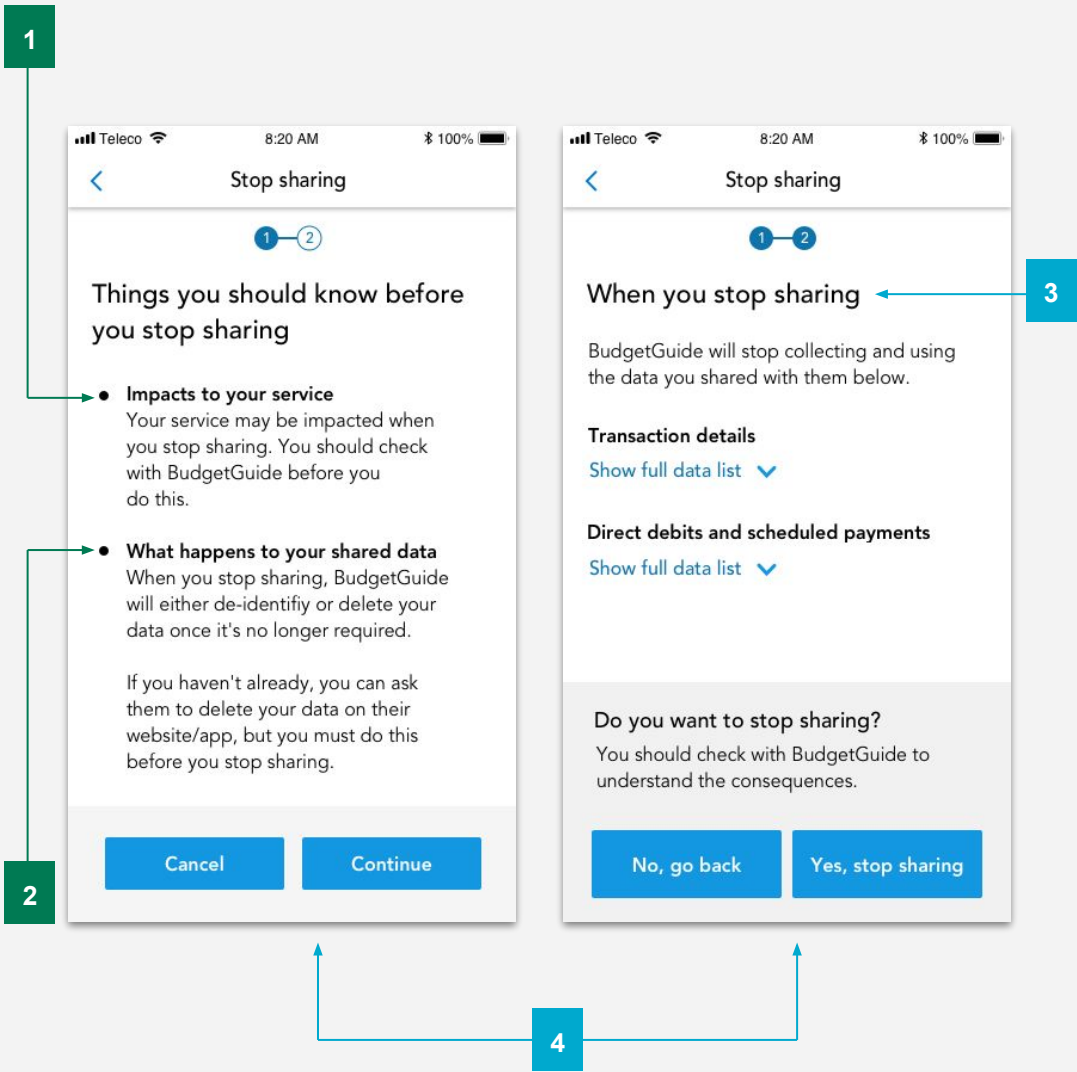 1
Teleco
8:20 AM
100%
Stop sharing
1 2
Things you should know before
you stop sharing
• Impacts to your service
Your service may be impacted when
you stop sharing. You should check
with BudgetGuide before you
do this.
• What happens to your shared data
When you stop sharing, BudgetGuide
will either de-identifiy or delete your
data once it's no longer required.
If you haven't already, you can ask
them to delete your data on their
website/app, but you must do this
before you stop sharing.
Cancel
Continue
2
Teleco
8:20 AM
100%
Stop sharing
1 2
When you stop sharing
3
BudgetGuide will stop collecting and using
the data you shared with them below.
Transaction details
Show full data list
Direct debits and scheduled payments
Show full data list
Do you want to stop sharing?
You should check with BudgetGuide to
understand the consequences.
No, go back
Yes, stop sharing
4